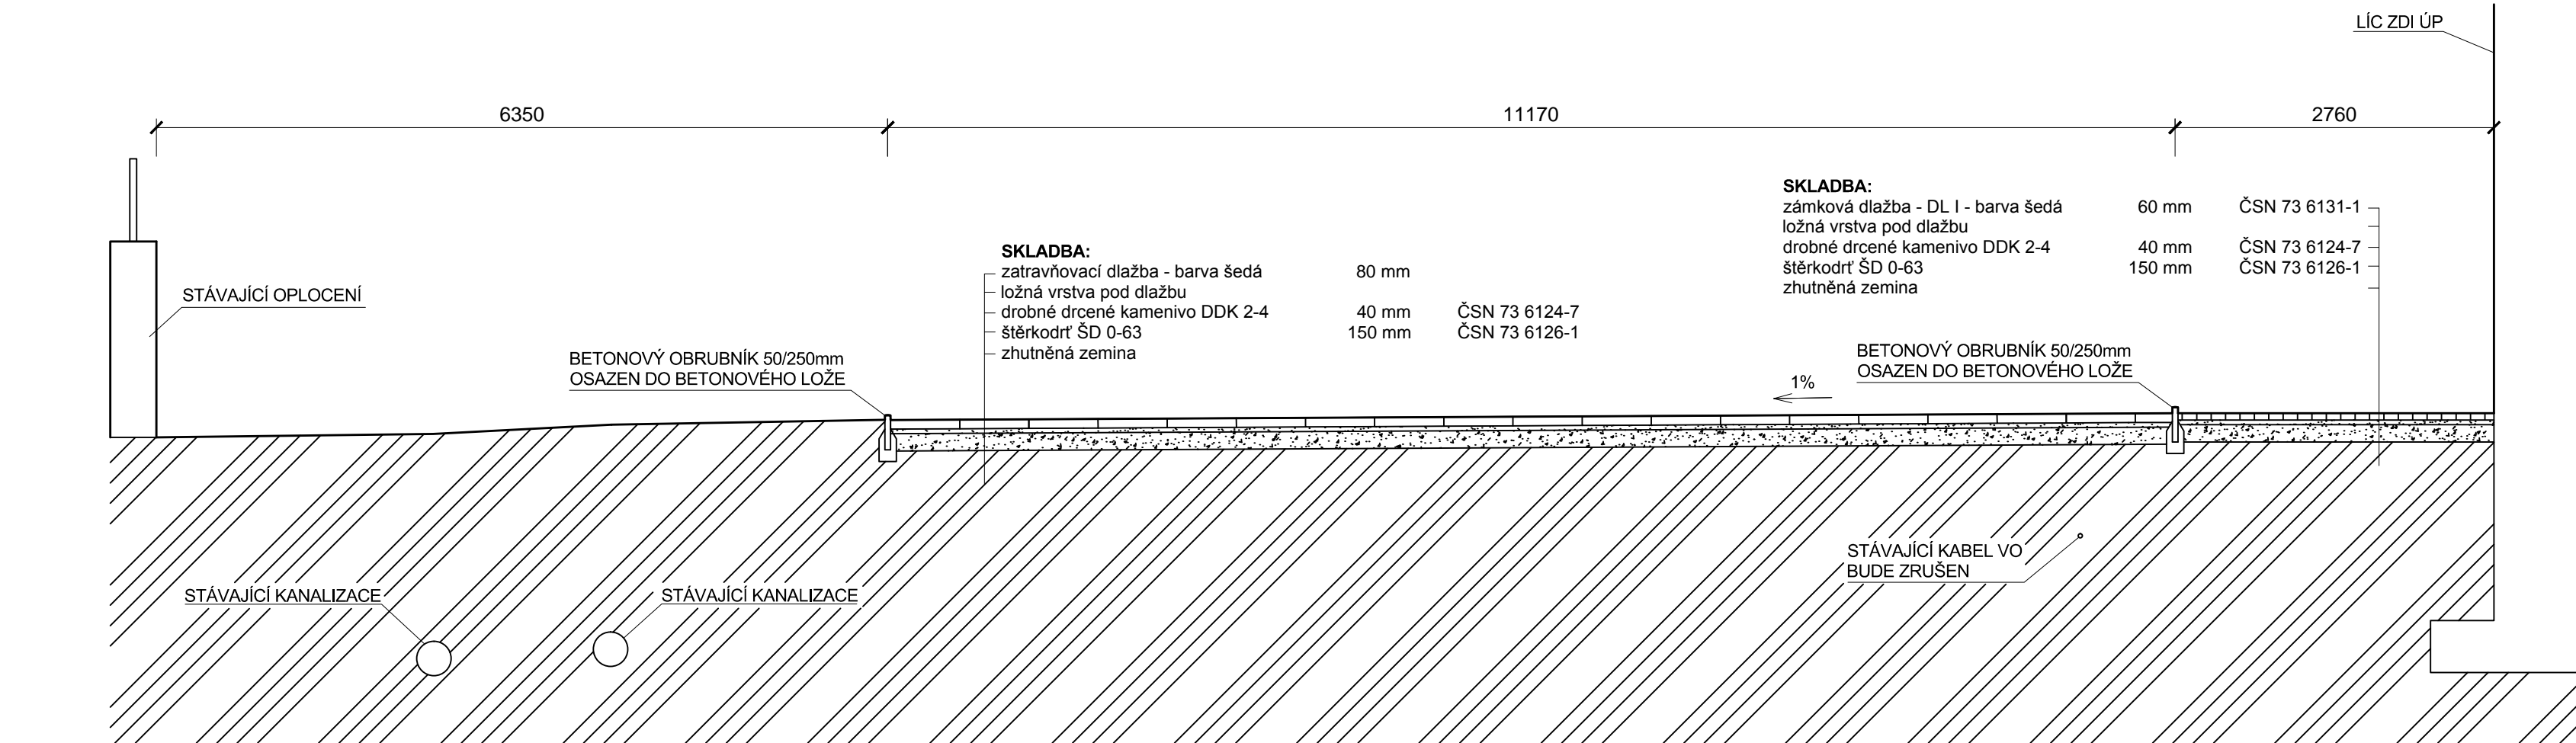 LÍC ZDI ÚP
6350
11170
2760
SKLADBA:
zámková dlažba - DL I - barva šedá 60 mm ČSN 73 6131-1
ložná vrstva pod dlažbu
drobné drcené kamenivo DDK 2-4 40 mm ČSN 73 6124-7
štěrkodrť ŠD 0-63 150 mm ČSN 73 6126-1
zhutněná zemina
SKLADBA:
zatravňovací dlažba - barva šedá 80 mm
ložná vrstva pod dlažbu
drobné drcené kamenivo DDK 2-4 40 mm ČSN 73 6124-7
štěrkodrť ŠD 0-63 150 mm ČSN 73 6126-1
zhutněná zemina
STÁVAJÍCÍ OPLOCENÍ
BETONOVÝ OBRUBNÍK 50/250mm
OSAZEN DO BETONOVÉHO LOŽE
1%
BETONOVÝ OBRUBNÍK 50/250mm
OSAZEN DO BETONOVÉHO LOŽE
STÁVAJÍCÍ KABEL VO
BUDE ZRUŠEN
STÁVAJÍCÍ KANALIZACE
STÁVAJÍCÍ KANALIZACE